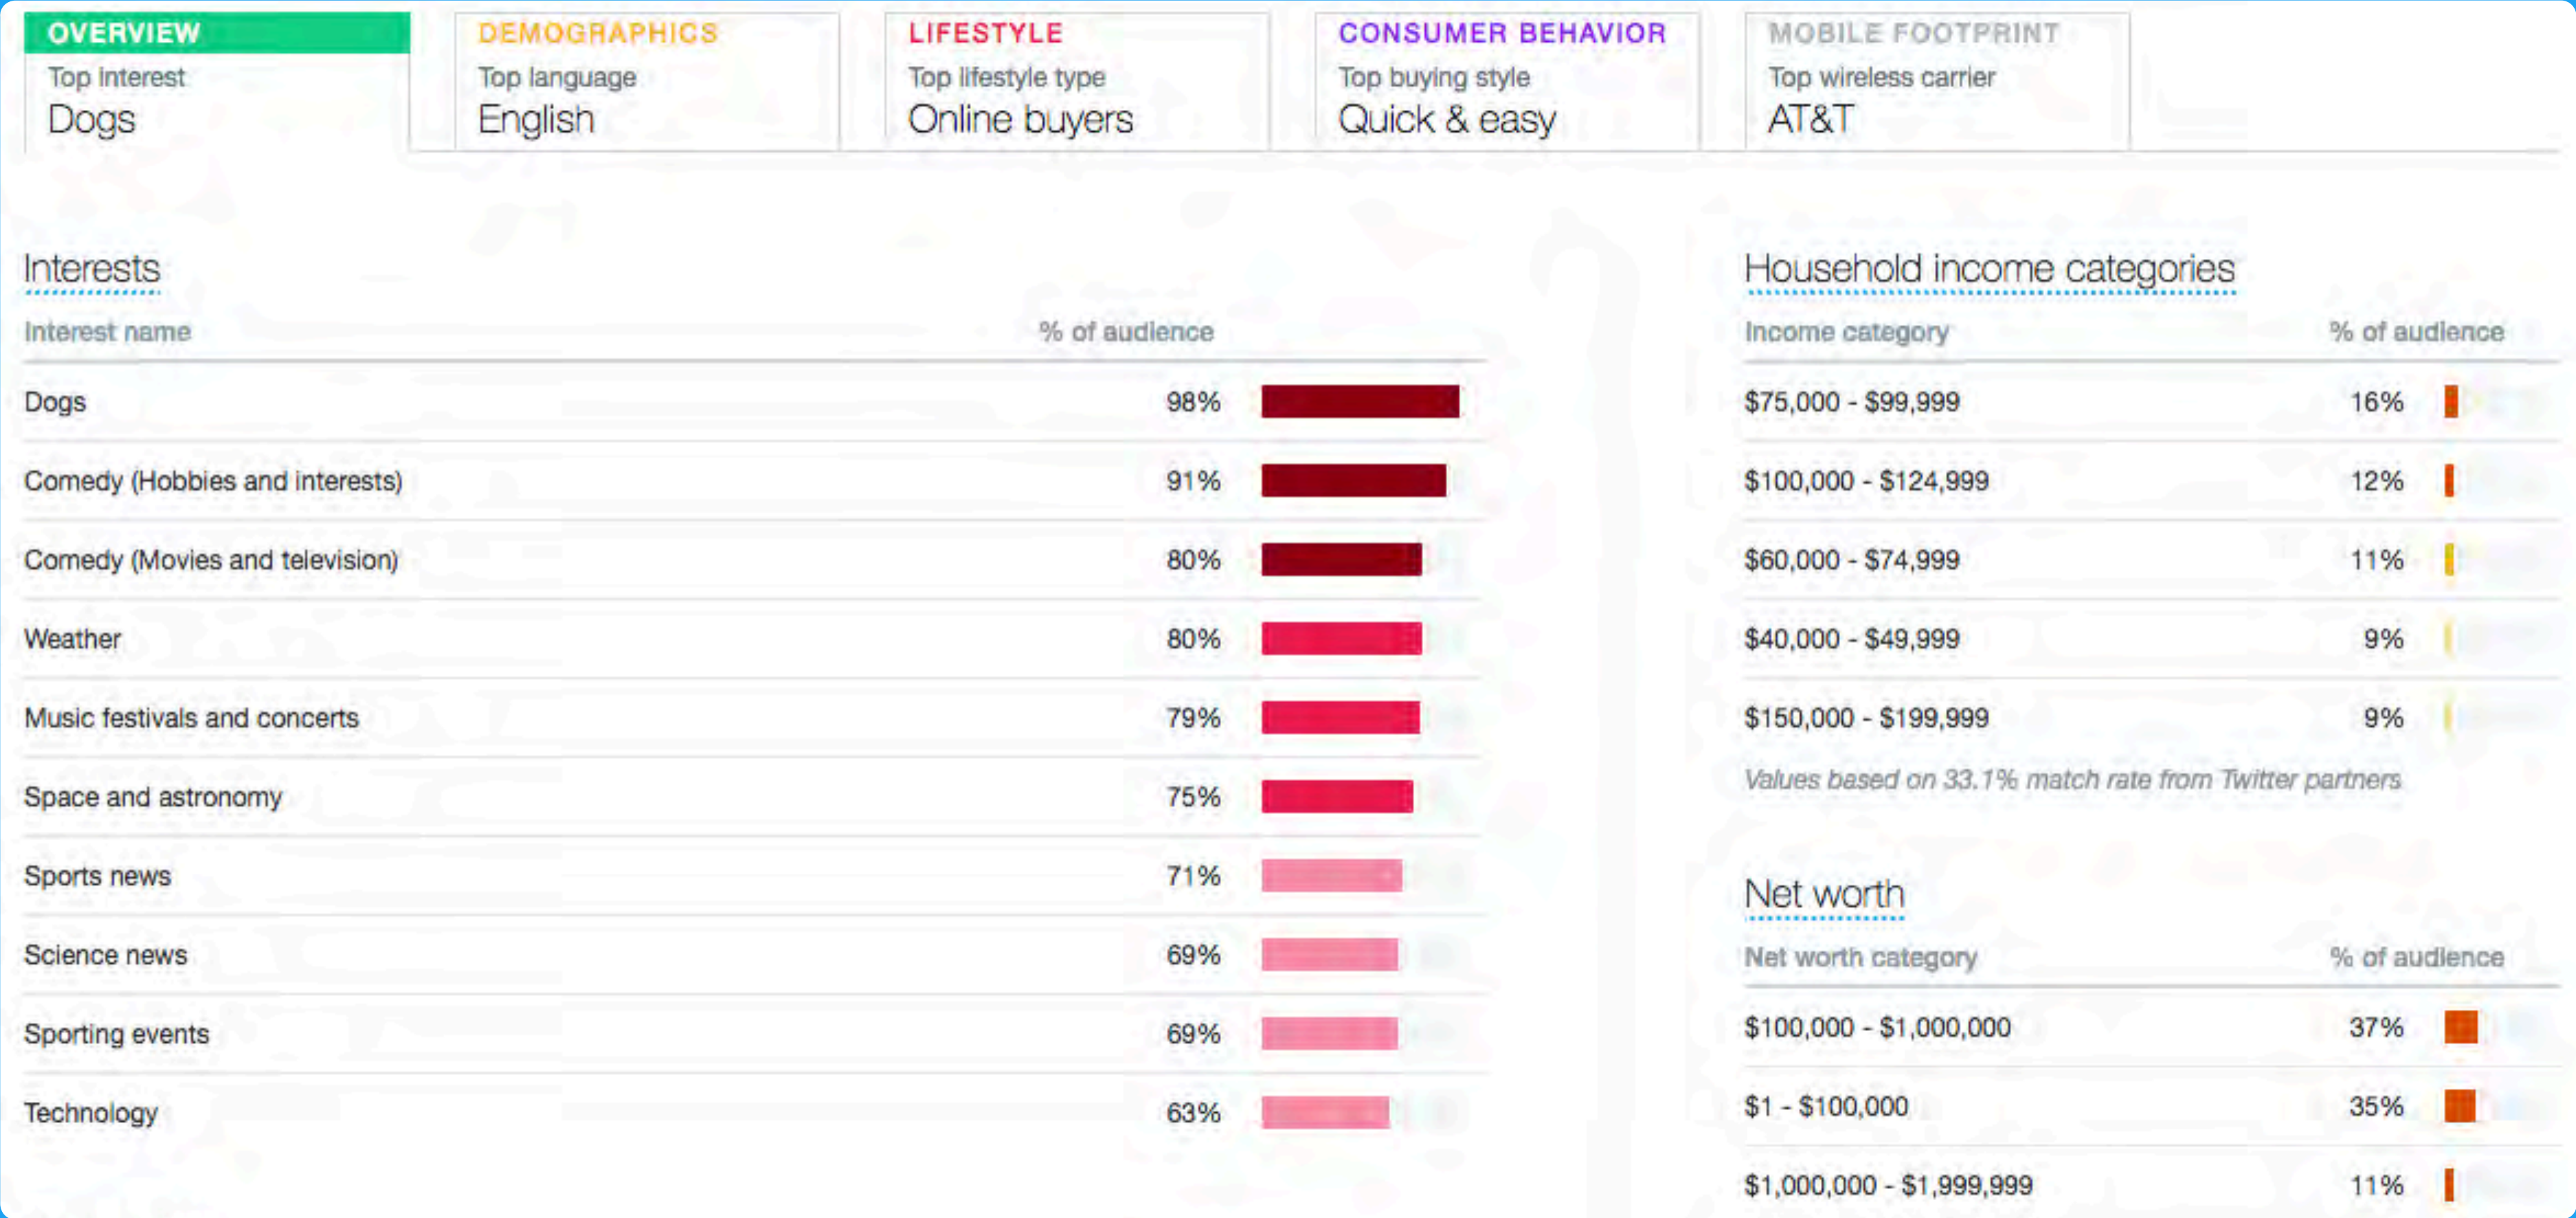 OVERVIEW
Top interest
Dogs
DEMOGRAPHICS
Top language
English
LIFESTYLE
Top lifestyle type
Online buyers
CONSUMER BEHAVIOR
Top buying style
Quick & easy
MOBILE FOOTPRINT
Top wireless carrier
AT&T
Interests
Interest name % of audience
Dogs 98%
Comedy (Hobbies and interests) 91%
Comedy (Movies and television) 80%
Weather 80%
Music festivals and concerts 79%
Space and astronomy 75%
Sports news 71%
Science news 69%
Sporting events 69%
Technology 63%
Household income categories
Income category % of audience
$75,000 - $99,999 16%
$100,000 - $124,999 12%
$60,000 - $74,999 11%
$40,000 - $49,999 9%
$150,000 - $199,999 9%
Values based on 33.1% match rate from Twitter partners
Net worth
Net worth category % of audience
$100,000 - $1,000,000 37%
$1 - $100,000 35%
$1,000,000 - $1,999,999 11%